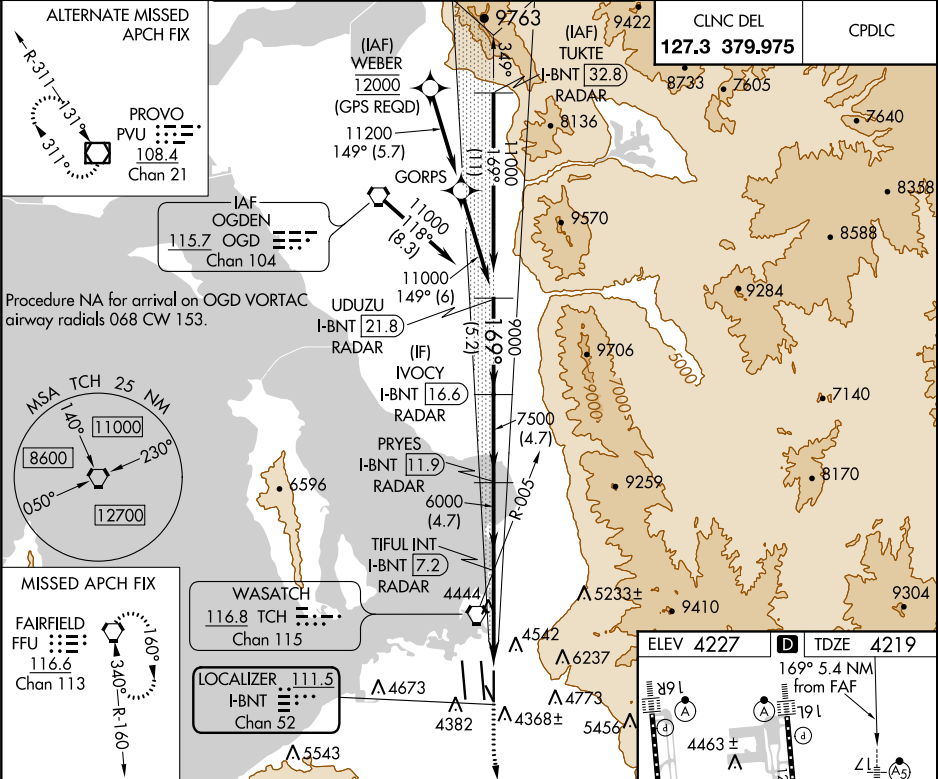 ALTERNATE MISSED
APCH FIX
R-311
131°
311°
PROVO
PVU
108.4
Chan 21
(IAF)
WEBER
12000
(GPS REQD)
11200
149° (5.7)
GORPS
9763
349°
(IAF)
TUKTE
I-BNT 32.8
RADAR
9422
CLNC DEL
127.3 379.975
CPDLC
8733
7605
8136
7640
11000
169°
(11)
8358
IAF
OGDEN
115.7 OGD
Chan 104
11000
118°
(8.3)
9570
8588
11000
149° (6)
Procedure NA for arrival on OGD VORTAC
airway radials 068 CW 153.
UDUZU
I-BNT 21.8
RADAR
9284
9000
169°
(5.2)
(IF)
IVOCY
I-BNT 16.6
RADAR
9706
5000
7000
9000
7140
MSA TCH 25 NM
140°
11000
8600
230°
050°
12700
7500
(4.7)
PRYES
I-BNT 11.9
RADAR
6000
(4.7)
R-005
6596
9259
8170
TIFUL INT
I-BNT 7.2
RADAR
MISSED APCH FIX
FAIRFIELD
FFU
116.6
Chan 113
160°
340°
R-160
WASATCH
116.8 TCH
Chan 115
4444
5233±
9410
9304
4542
6237
LOCALIZER 111.5
I-BNT
Chan 52
4673
4382
4368±
4773
5456
5543
ELEV 4227
D
TDZE 4219
169° 5.4 NM
from FAF
16R
A
P
A
16L
P
4463 ±
17
A5